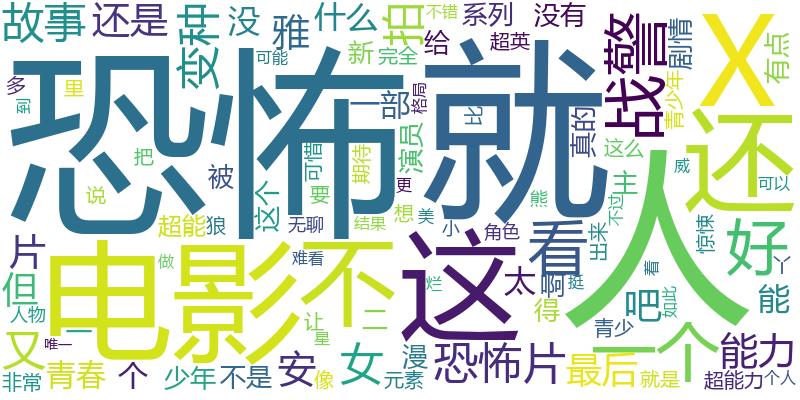 故事
还是
变种
没
雅
什么
拍
系列
没有
不错
给
超英
战警
剧情
X
有点
多
到
里
新
完全
可能
一部
格局
比
真的
青少年
恐怖
就
把
说
被
可惜
期待
演员
这么
还
狼
超能
这个
要
更
主
威
可以
无聊
结果
想
美
小
角色
熊
不过
惊悚
片
但
人物
电影
做
不
难看
这
看
出来
人
好
丫
能
太
啊
烂
得
挺
吧
着
如此
又
一
唯一
让
星
二
青少
一个
能力
非常
青春
个
少年
不是
安
像
女
漫
元素
恐怖片
最后
就是
超能力
个人